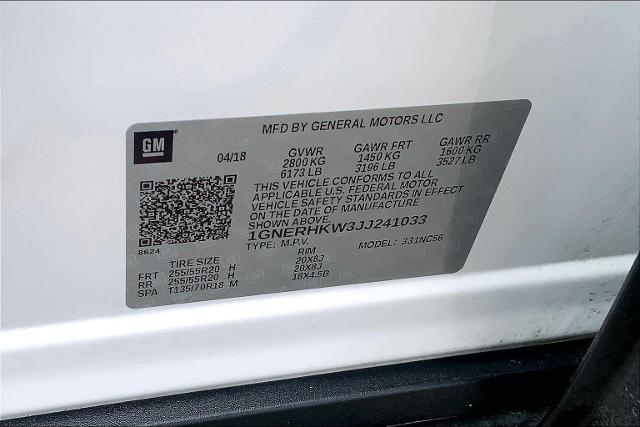 MFD BY GENERAL MOTORS LLC
GM
04/18
GVWR GAWR FRT GAWR RR
2800 KG 1450 KG 1600 KG
6173 LB 3196 LB 3527 LB
THIS VEHICLE CONFORMS TO ALL
APPLICABLE U.S. FEDERAL MOTOR
VEHICLE SAFETY STANDARDS IN EFFECT
ON THE DATE OF MANUFACTURE
SHOWN ABOVE.
1GNERHKW3JJ241033
TYPE: M.P.V. MODEL: 331NC56
8624
TIRE SIZE RIM
FRT 255/55R20 H 20X8J
RR 255/55R20 H 20X8J
SPA T135/70R18 M 18X4.5B